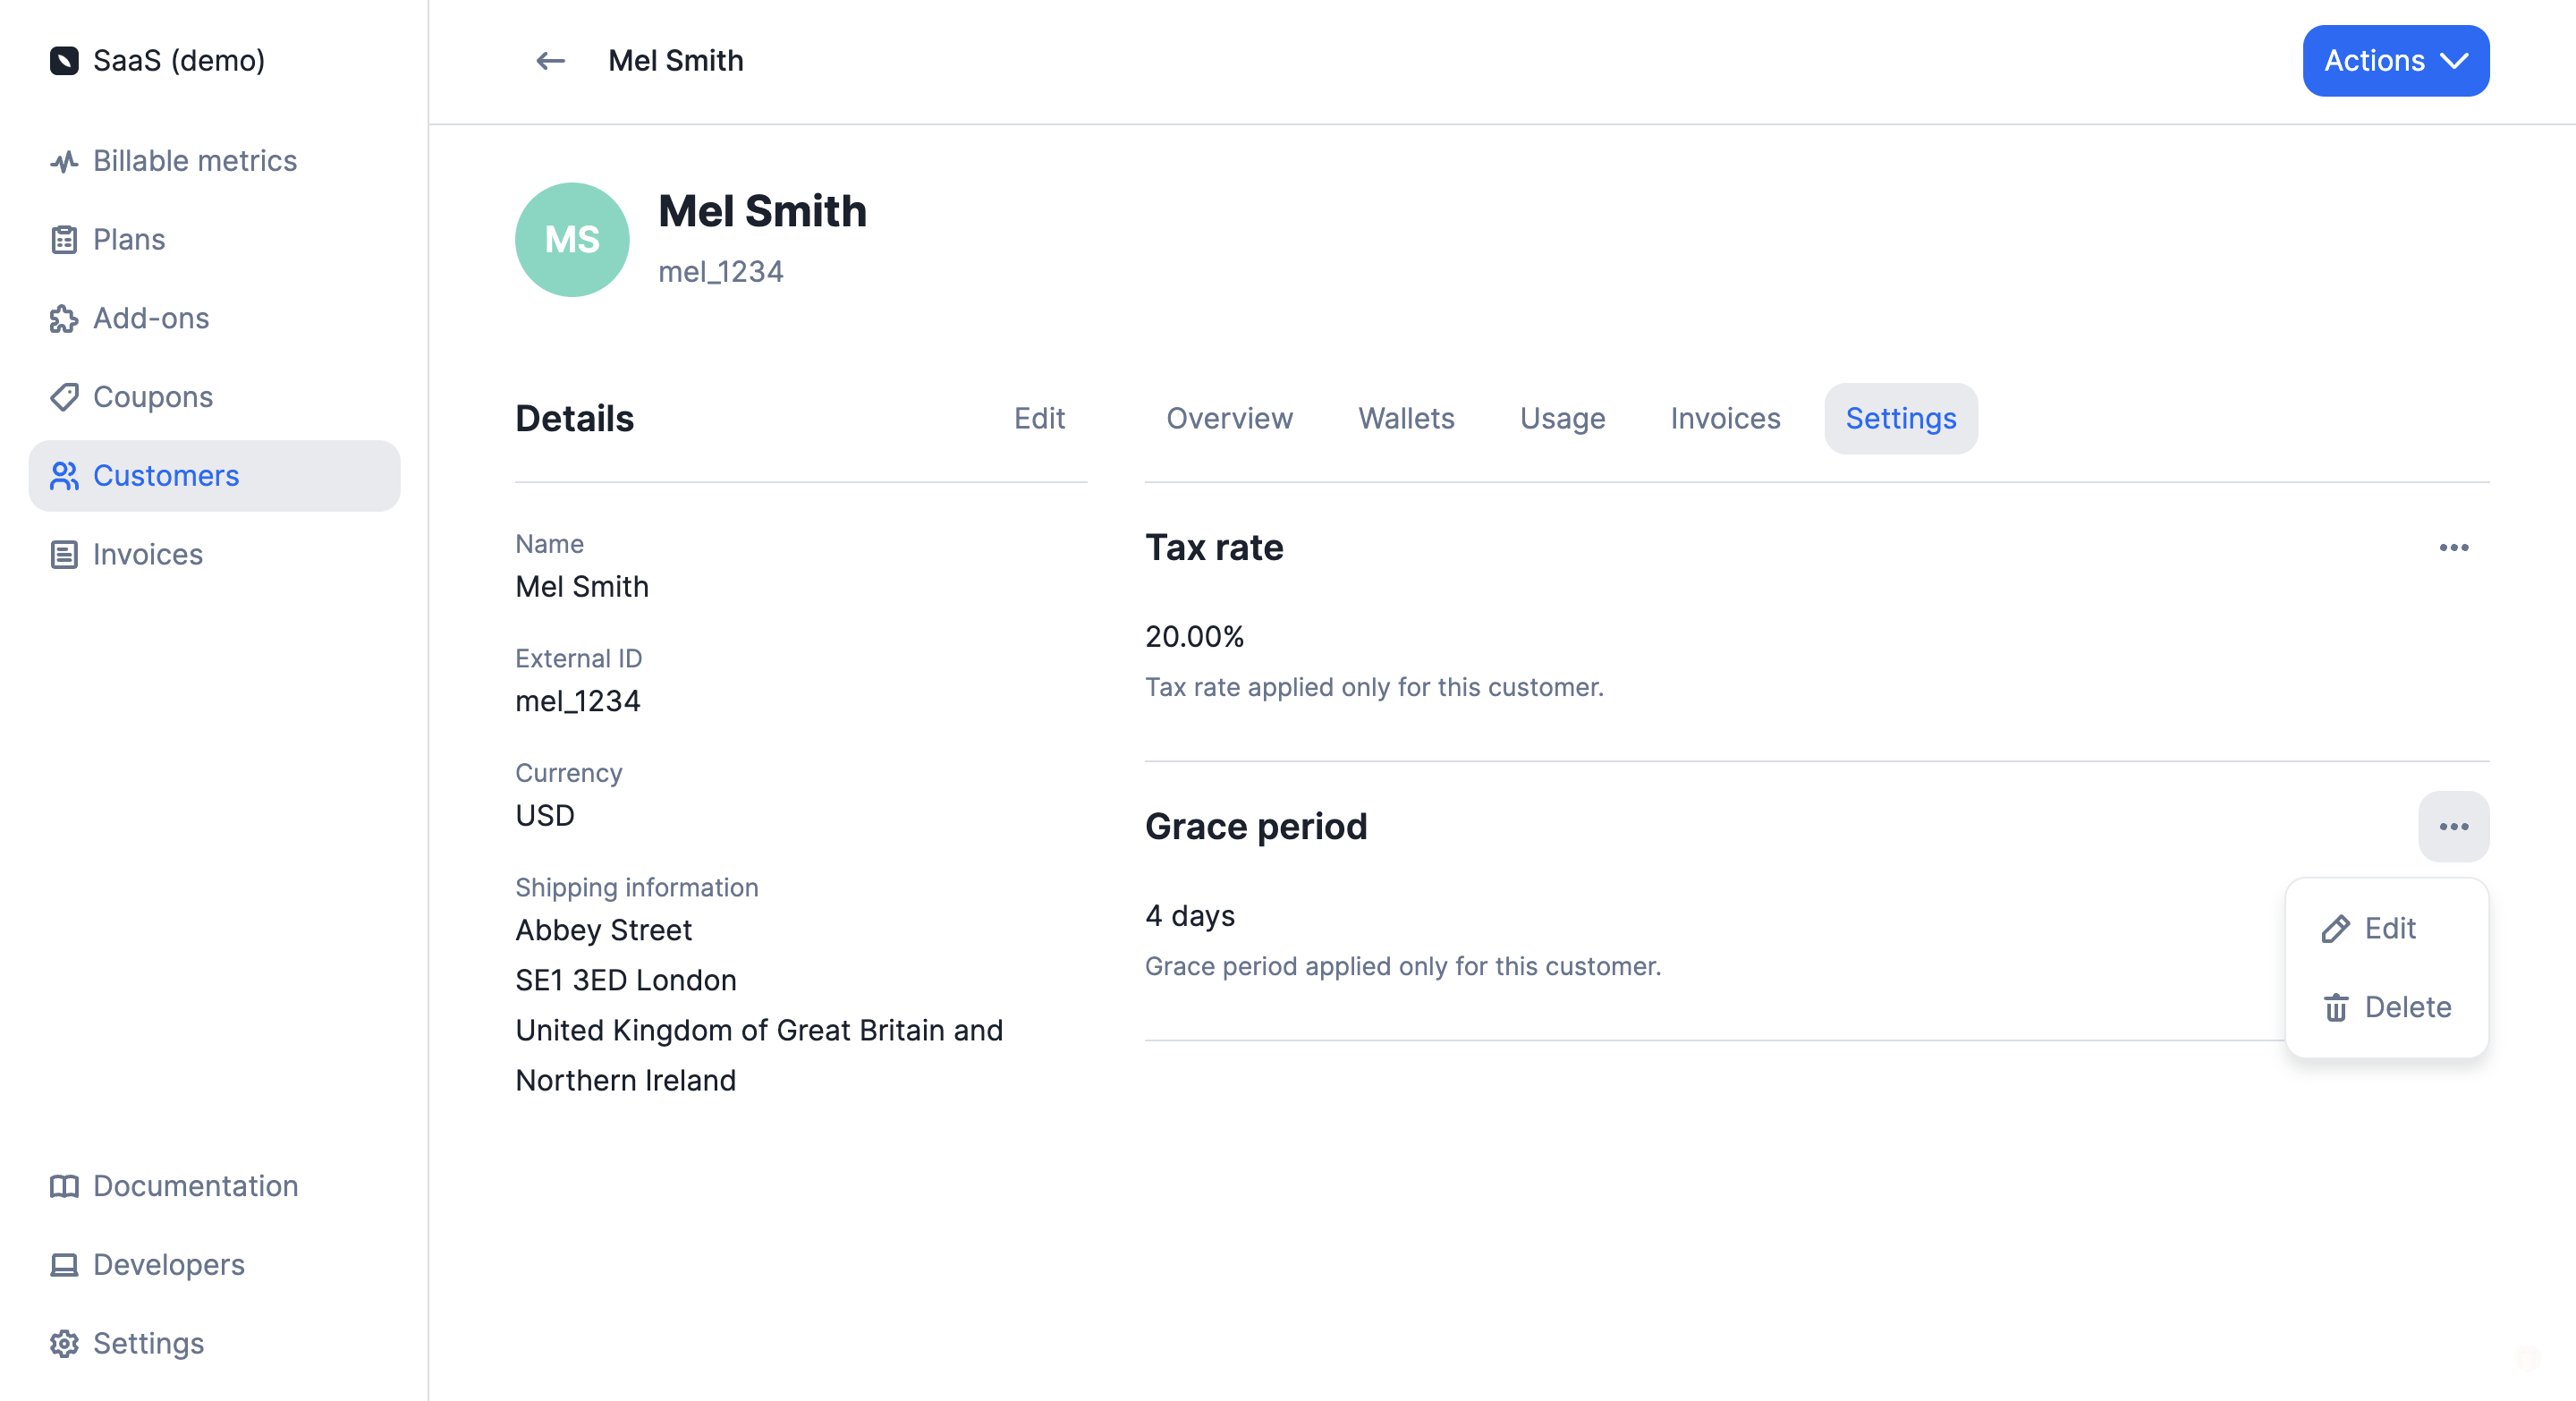 SaaS (demo)
Billable metrics
Plans
Add-ons
Coupons
Customers
Invoices
Documentation
Developers
Settings
Mel Smith
Actions
MS
Mel Smith
mel_1234
Details
Edit
Name
Mel Smith
External ID
mel_1234
Currency
USD
Shipping information
Abbey Street
SE1 3ED London
United Kingdom of Great Britain and
Northern Ireland
Overview
Wallets
Usage
Invoices
Settings
Tax rate
20.00%
Tax rate applied only for this customer.
Grace period
4 days
Grace period applied only for this customer.
Edit
Delete